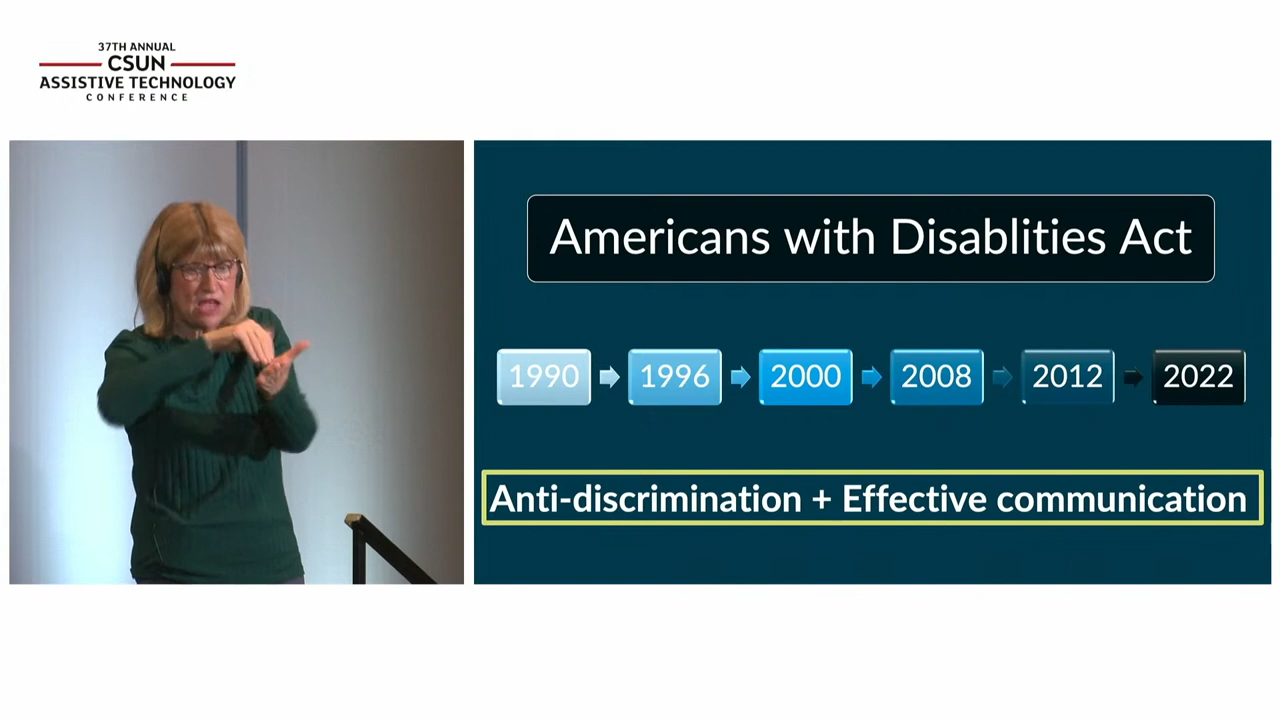 37TH ANNUAL
CSUN
ASSISTIVE TECHNOLOGY
CONFERENCE
Americans with Disablities Act
1990 1996 2000 2008 2012 2022
Anti-discrimination + Effective communication